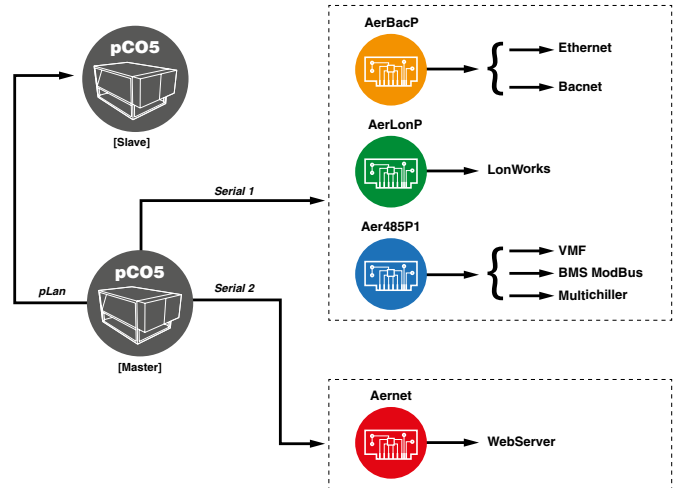 AerBacP
pCO5
Ethernet
Bacnet
[Slave]
AerLonP
LonWorks
Serial 1
Aer485P1
VMF
pCO5
BMS ModBus
pLan
Serial 2
Multichiller
[Master]
Aernet
WebServer